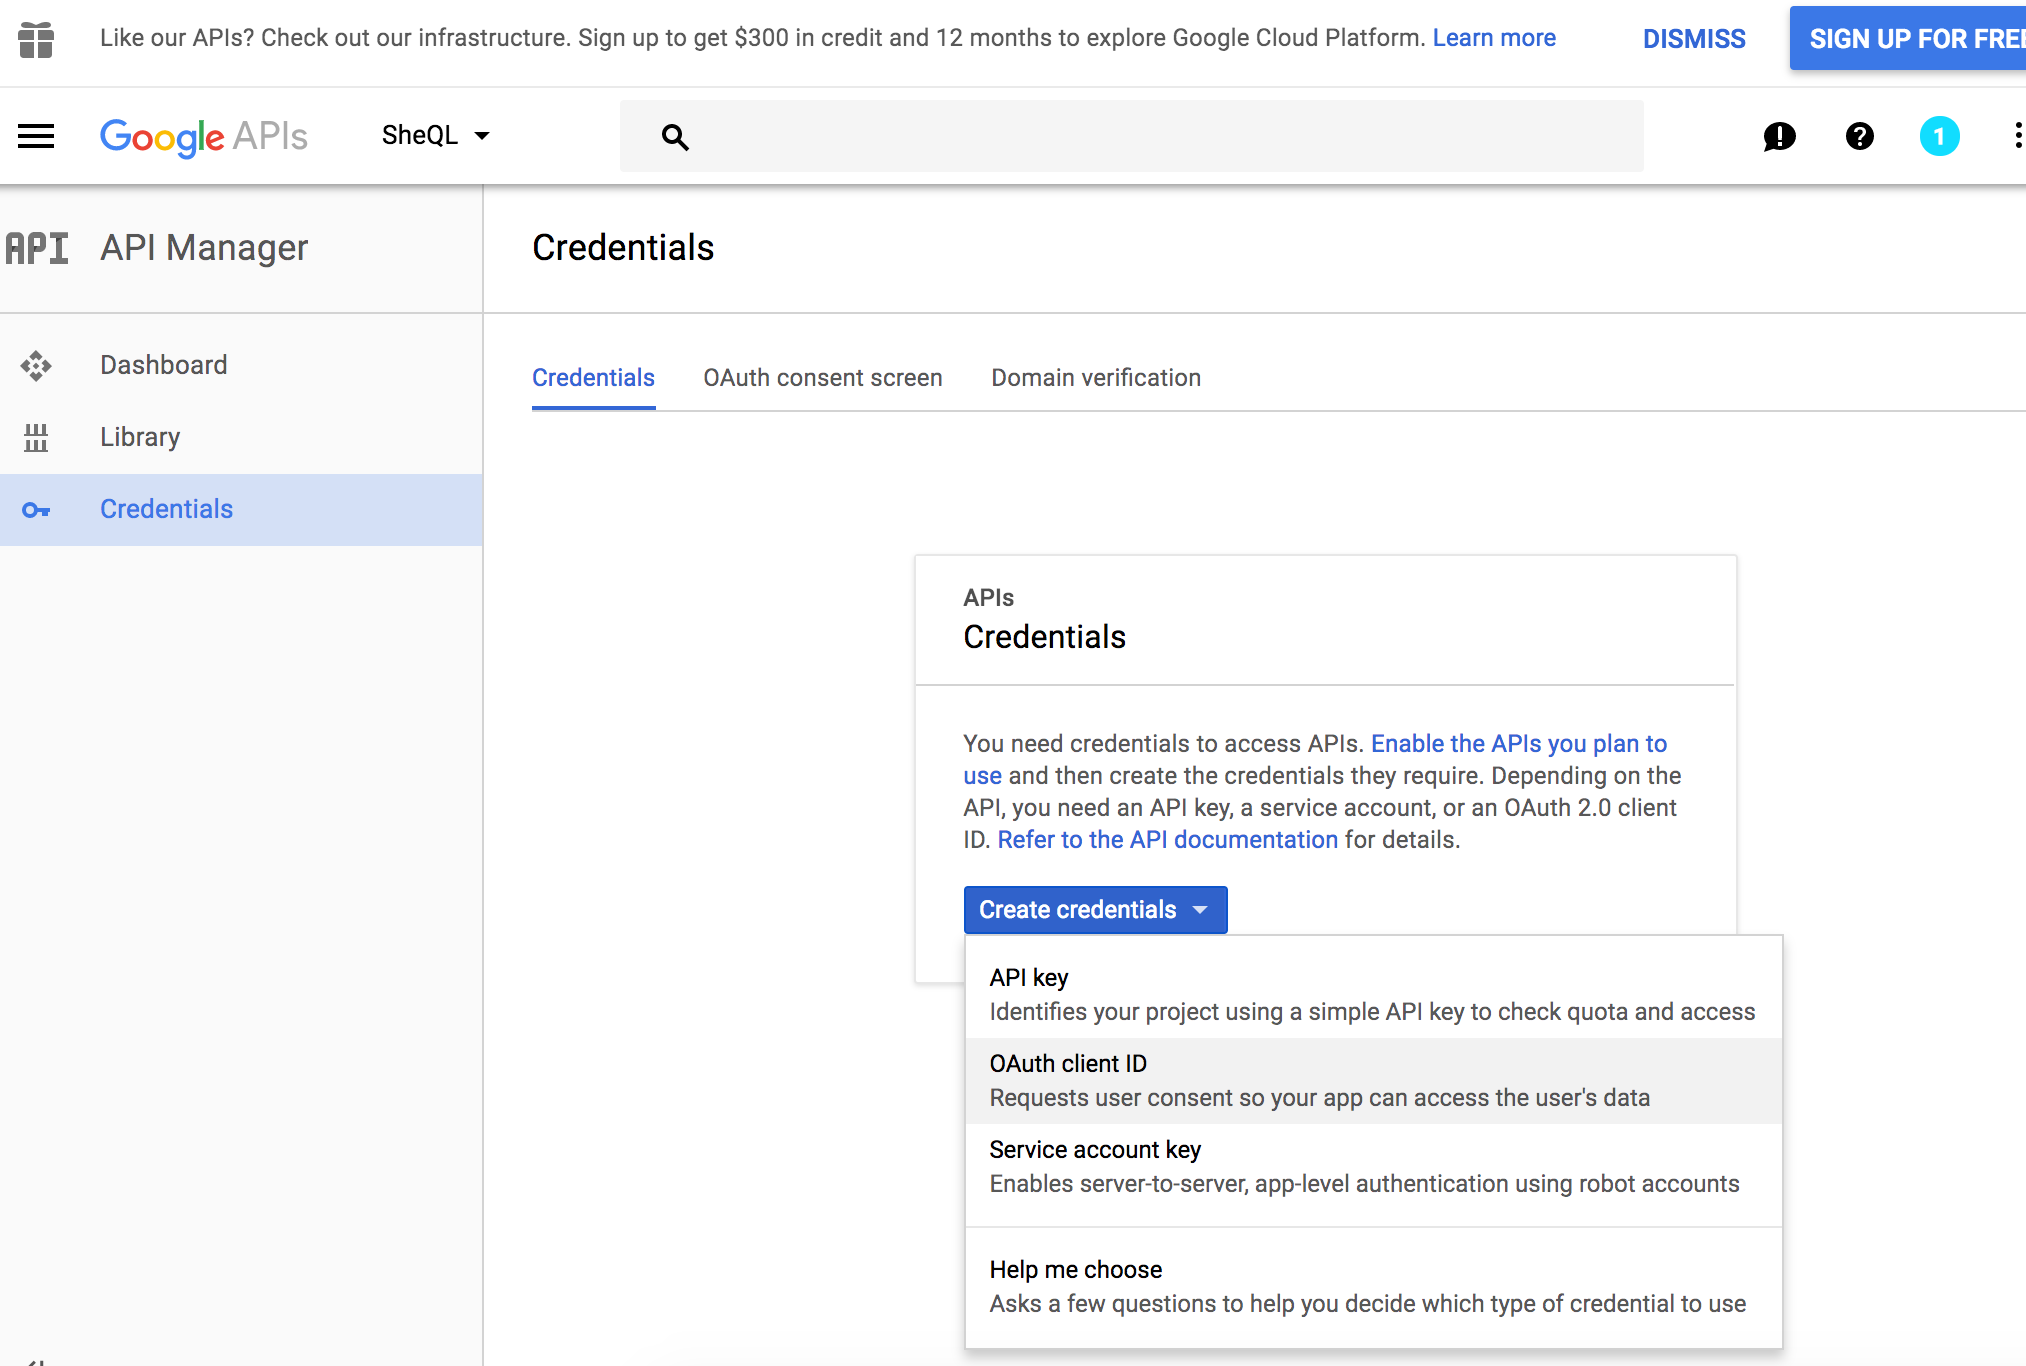 Like our APIs? Check out our infrastructure. Sign up to get $300 in credit and 12 months to explore Google Cloud Platform. Learn more
DISMISS
SIGN UP FOR FREE
Google APIs
SheQL
1
API
API Manager
Credentials
Dashboard
Library
Credentials
Credentials
OAuth consent screen
Domain verification
APIs
Credentials
You need credentials to access APIs. Enable the APIs you plan to
use and then create the credentials they require. Depending on the
API, you need an API key, a service account, or an OAuth 2.0 client
ID. Refer to the API documentation for details.
Create credentials
API key
Identifies your project using a simple API key to check quota and access
OAuth client ID
Requests user consent so your app can access the user's data
Service account key
Enables server-to-server, app-level authentication using robot accounts
Help me choose
Asks a few questions to help you decide which type of credential to use